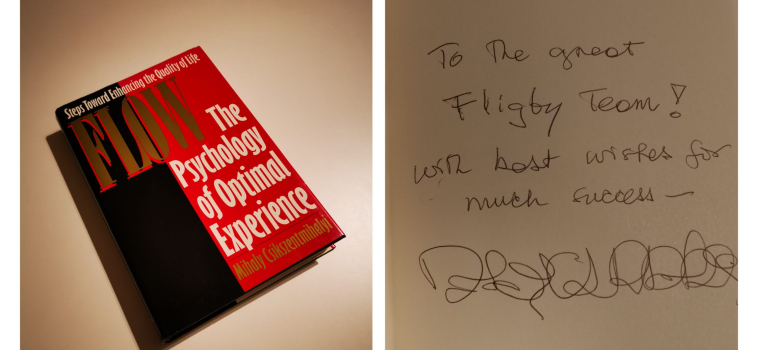 Steps Toward Enhancing the Quality of Life
FLOW
The
Psychology
of Optimal
Experience
Mihaly Csikszentmihalyi
To the great
Fligby Team!
with best wishes for
much success —